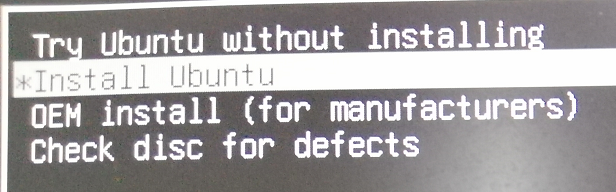 Try Ubuntu without installing
*Install Ubuntu
OEM install (for manufacturers)
Check disc for defects